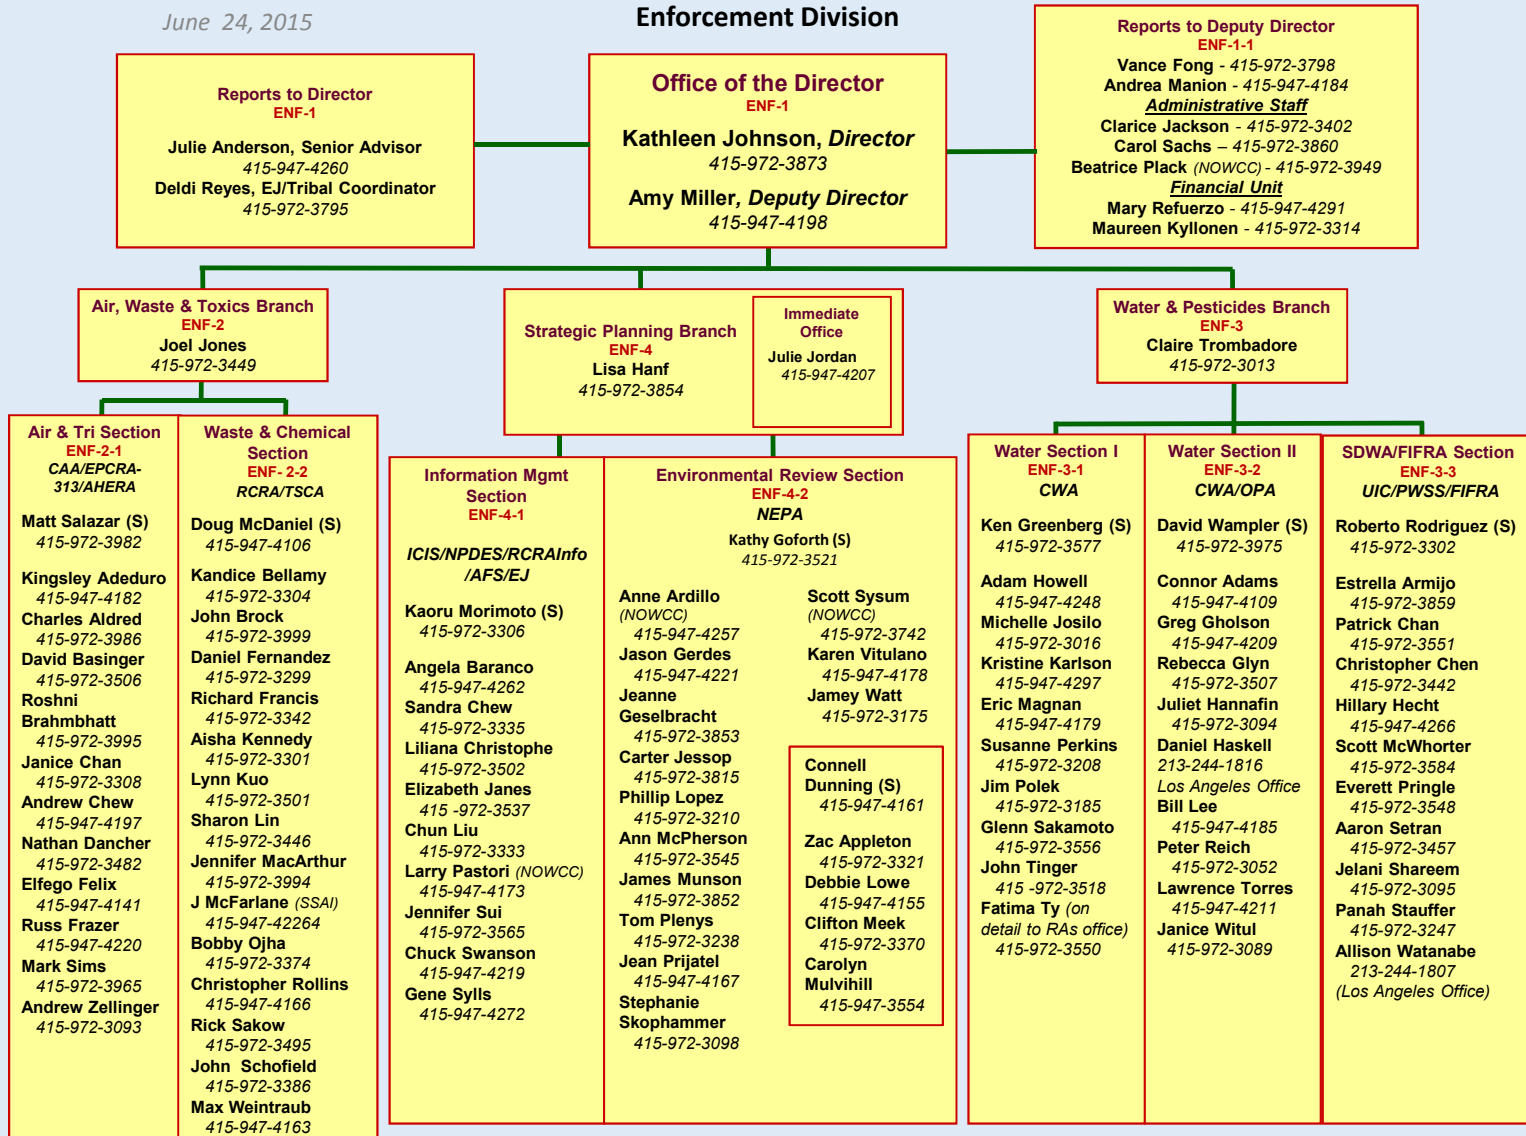 June 24, 2015
Enforcement Division
Reports to Director
ENF-1
Julie Anderson, Senior Advisor
415-947-4260
Deldi Reyes, EJ/Tribal Coordinator
415-972-3795
Office of the Director
ENF-1
Kathleen Johnson, Director
415-972-3873
Amy Miller, Deputy Director
415-947-4198
Reports to Deputy Director
ENF-1-1
Vance Fong - 415-972-3798
Andrea Manion - 415-947-4184
Administrative Staff
Clarice Jackson - 415-972-3402
Carol Sachs – 415-972-3860
Beatrice Plack (NOWCC) - 415-972-3949
Financial Unit
Mary Refuerzo - 415-947-4291
Maureen Kyllonen - 415-972-3314
Air, Waste & Toxics Branch
ENF-2
Joel Jones
415-972-3449
Strategic Planning Branch
ENF-4
Lisa Hanf
415-972-3854
Immediate
Office
Julie Jordan
415-947-4207
Water & Pesticides Branch
ENF-3
Claire Trombadore
415-972-3013
Air & Tri Section
ENF-2-1
CAA/EPCRA-
313/AHERA
Matt Salazar (S)
415-972-3982
Kingsley Adeduro
415-947-4182
Charles Aldred
415-972-3986
David Basinger
415-972-3506
Roshni
Brahmbhatt
415-972-3995
Janice Chan
415-972-3308
Andrew Chew
415-947-4197
Nathan Dancher
415-972-3482
Elfego Felix
415-947-4141
Russ Frazer
415-947-4220
Mark Sims
415-972-3965
Andrew Zellinger
415-972-3093
Waste & Chemical
Section
ENF- 2-2
RCRA/TSCA
Doug McDaniel (S)
415-947-4106
Kandice Bellamy
415-972-3304
John Brock
415-972-3999
Daniel Fernandez
415-972-3299
Richard Francis
415-972-3342
Aisha Kennedy
415-972-3301
Lynn Kuo
415-972-3501
Sharon Lin
415-972-3446
Jennifer MacArthur
415-972-3994
J McFarlane (SSAI)
415-947-42264
Bobby Ojha
415-972-3374
Christopher Rollins
415-947-4166
Rick Sakow
415-972-3495
John Schofield
415-972-3386
Max Weintraub
415-947-4163
Information Mgmt
Section
ENF-4-1
ICIS/NPDES/RCRAInfo
/AFS/EJ
Kaoru Morimoto (S)
415-972-3306
Angela Baranco
415-947-4262
Sandra Chew
415-972-3335
Liliana Christophe
415-972-3502
Elizabeth Janes
415 -972-3537
Chun Liu
415-972-3333
Larry Pastori (NOWCC)
415-947-4173
Jennifer Sui
415-972-3565
Chuck Swanson
415-947-4219
Gene Sylls
415-947-4272
Environmental Review Section
ENF-4-2
NEPA
Kathy Goforth (S)
415-972-3521
Anne Ardillo
(NOWCC)
415-947-4257
Jason Gerdes
415-947-4221
Jeanne
Geselbracht
415-972-3853
Carter Jessop
415-972-3815
Phillip Lopez
415-972-3210
Ann McPherson
415-972-3545
James Munson
415-972-3852
Tom Plenys
415-972-3238
Jean Prijatel
415-947-4167
Stephanie
Skophammer
415-972-3098
Scott Sysum
(NOWCC)
415-972-3742
Karen Vitulano
415-947-4178
Jamey Watt
415-972-3175
Connell
Dunning (S)
415-947-4161
Zac Appleton
415-972-3321
Debbie Lowe
415-947-4155
Clifton Meek
415-972-3370
Carolyn
Mulvihill
415-947-3554
Water Section I
ENF-3-1
CWA
Ken Greenberg (S)
415-972-3577
Adam Howell
415-947-4248
Michelle Josilo
415-972-3016
Kristine Karlson
415-947-4297
Eric Magnan
415-947-4179
Susanne Perkins
415-972-3208
Jim Polek
415-972-3185
Glenn Sakamoto
415-972-3556
John Tinger
415 -972-3518
Fatima Ty (on
detail to RAs office)
415-972-3550
Water Section II
ENF-3-2
CWA/OPA
David Wampler (S)
415-972-3975
Connor Adams
415-947-4109
Greg Gholson
415-947-4209
Rebecca Glyn
415-972-3507
Juliet Hannafin
415-972-3094
Daniel Haskell
213-244-1816
Los Angeles Office
Bill Lee
415-947-4185
Peter Reich
415-972-3052
Lawrence Torres
415-947-4211
Janice Witul
415-972-3089
SDWA/FIFRA Section
ENF-3-3
UIC/PWSS/FIFRA
Roberto Rodriguez (S)
415-972-3302
Estrella Armijo
415-972-3859
Patrick Chan
415-972-3551
Christopher Chen
415-972-3442
Hillary Hecht
415-947-4266
Scott McWhorter
415-972-3584
Everett Pringle
415-972-3548
Aaron Setran
415-972-3457
Jelani Shareem
415-972-3095
Panah Stauffer
415-972-3247
Allison Watanabe
213-244-1807
(Los Angeles Office)